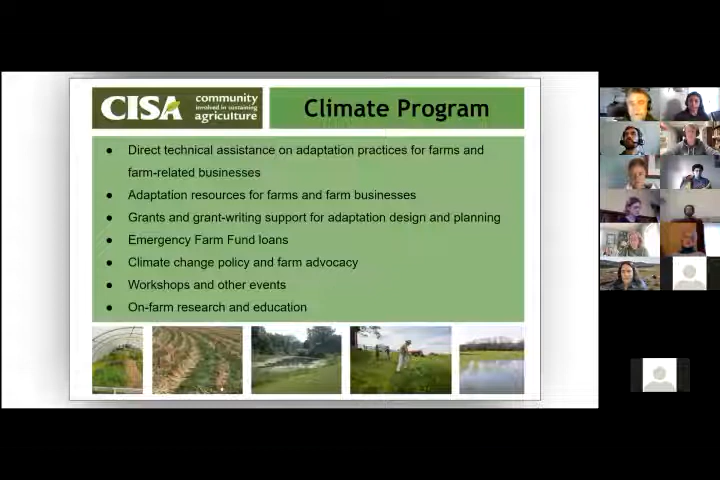 CISA
community
involved in sustaining
agriculture
Climate Program
● Direct technical assistance on adaptation practices for farms and
farm-related businesses
● Adaptation resources for farms and farm businesses
● Grants and grant-writing support for adaptation design and planning
● Emergency Farm Fund loans
● Climate change policy and farm advocacy
● Workshops and other events
● On-farm research and education